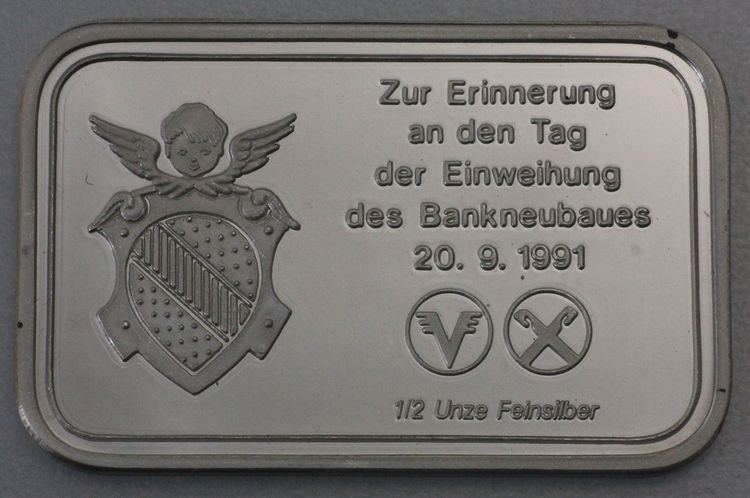 Zur Erinnerung
an den Tag
der Einweihung
des Bankneubaues
20. 9. 1991
1/2 Unze Feinsilber